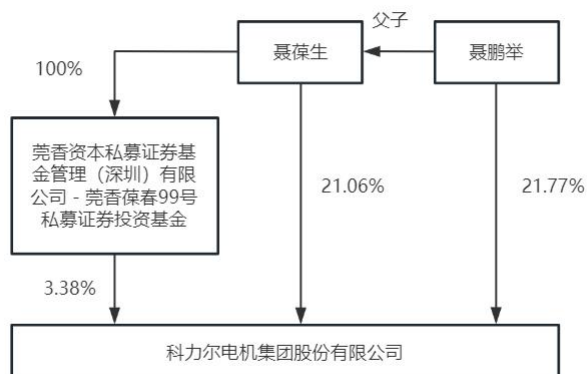 父子
聂葆生
聂鹏举
100%
莞香资本私募证券基
金管理（深圳）有限
公司 - 莞香葆春99号
私募证券投资基金
21.06%
21.77%
3.38%
科力尔电机集团股份有限公司